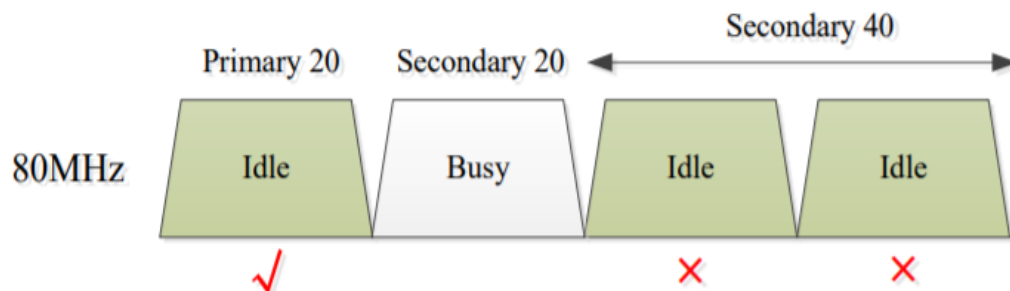 Secondary 40
Primary 20 Secondary 20
80MHz Idle Busy Idle Idle
√ × ×